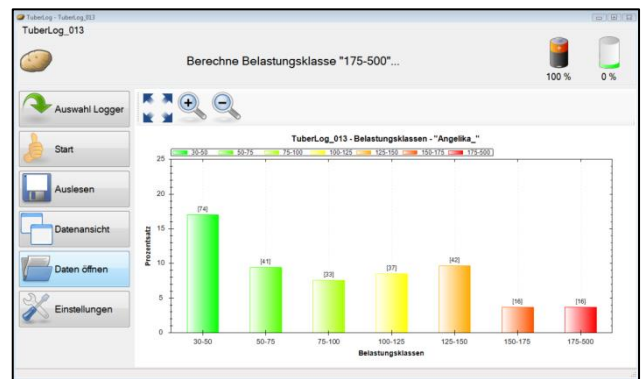 TuberLog - TuberLog_013
TuberLog_013
Berechne Belastungsklasse "175-500"...
100 %
0 %
Auswahl Logger
Start
Auslesen
Datenansicht
Daten öffnen
Einstellungen
TuberLog_013 - Belastungsklassen - "Angelika_"
30-50 50-75 75-100 100-125 125-150 150-175 175-500
Prozentsatz
25
20
15
10
5
0
[74]
[41]
[33]
[37]
[42]
[16]
[16]
30-50 50-75 75-100 100-125 125-150 150-175 175-500
Belastungsklassen